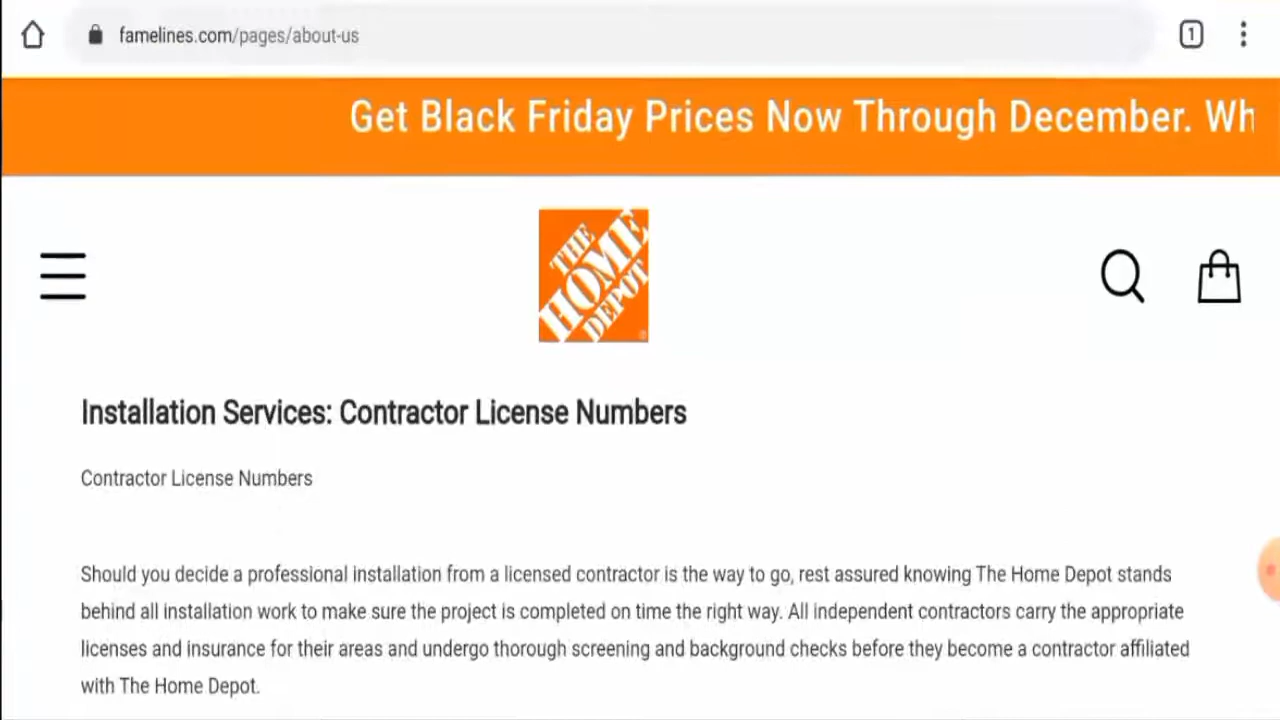 1
famelines.com/pages/about-us
Get Black Friday Prices Now Through December. Wh
THE
HOME
DEPOT
Installation Services: Contractor License Numbers
Contractor License Numbers
Should you decide a professional installation from a licensed contractor is the way to go, rest assured knowing The Home Depot stands
behind all installation work to make sure the project is completed on time the right way. All independent contractors carry the appropriate
licenses and insurance for their areas and undergo thorough screening and background checks before they become a contractor affiliated
with The Home Depot.